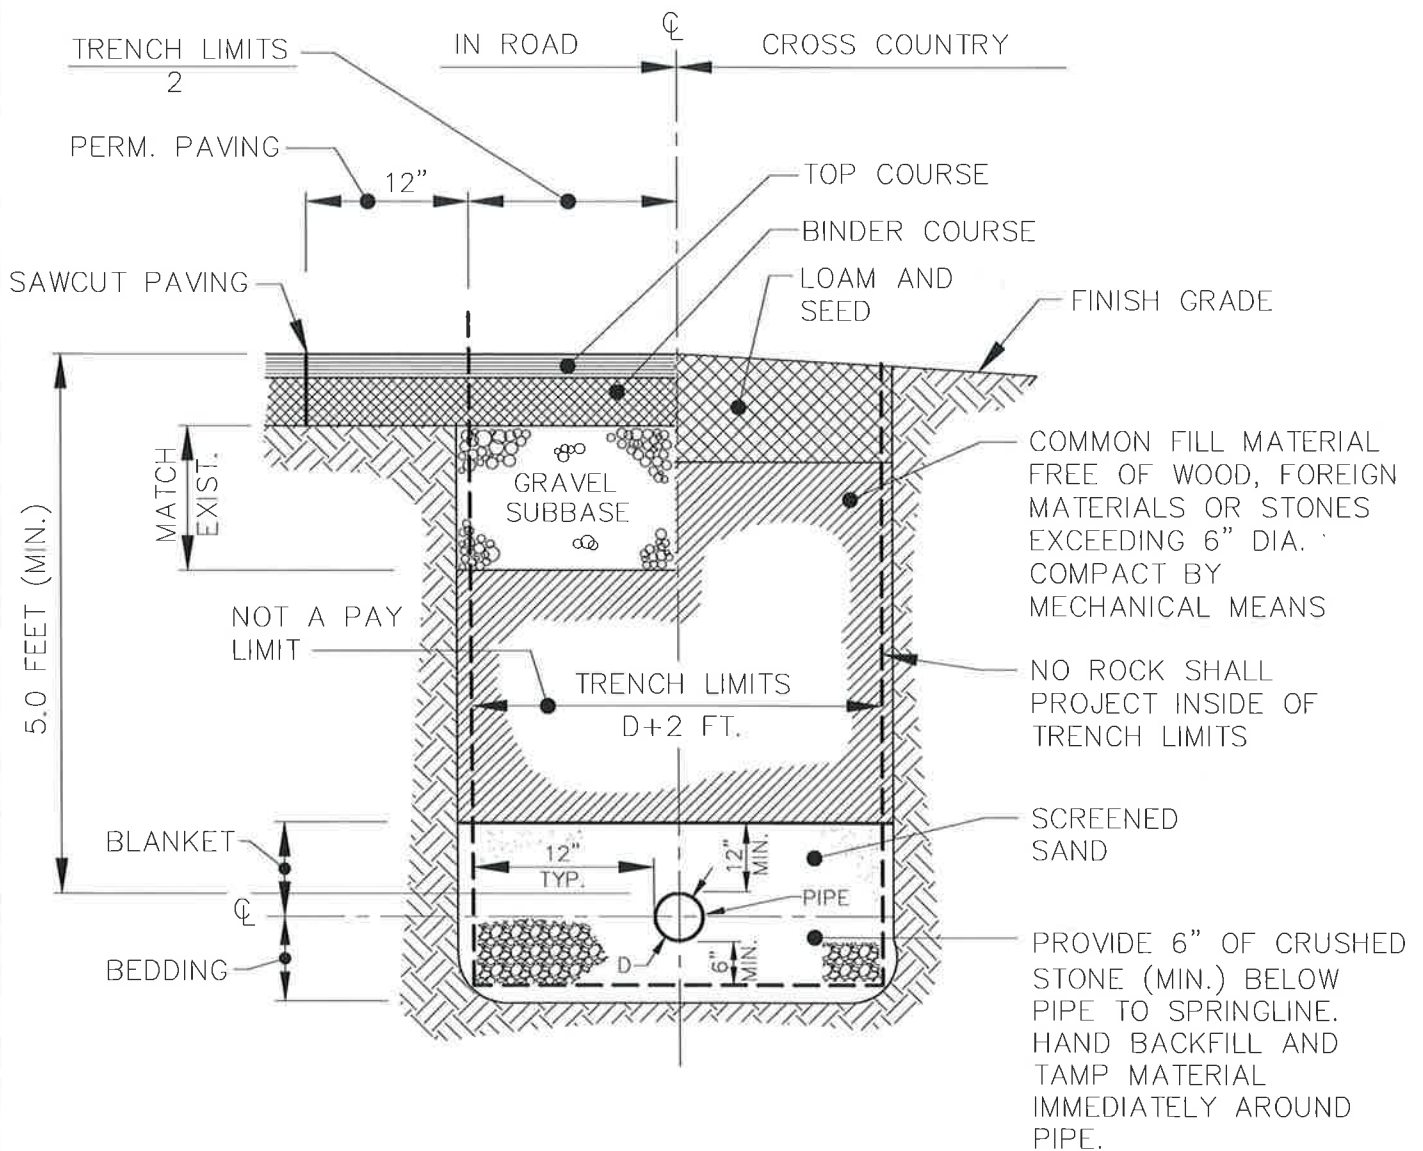 ℄
TRENCH LIMITS
2
IN ROAD
CROSS COUNTRY
PERM. PAVING
12"
TOP COURSE
BINDER COURSE
SAWCUT PAVING
LOAM AND
SEED
FINISH GRADE
MATCH
EXIST.
GRAVEL
SUBBASE
COMMON FILL MATERIAL
FREE OF WOOD, FOREIGN
MATERIALS OR STONES
EXCEEDING 6" DIA.
COMPACT BY
MECHANICAL MEANS
5.0 FEET (MIN.)
NOT A PAY
LIMIT
TRENCH LIMITS
D+2 FT.
NO ROCK SHALL
PROJECT INSIDE OF
TRENCH LIMITS
BLANKET
12"
TYP.
12"
MIN.
SCREENED
SAND
℄
PIPE
BEDDING
D
6"
MIN.
PROVIDE 6" OF CRUSHED
STONE (MIN.) BELOW
PIPE TO SPRINGLINE.
HAND BACKFILL AND
TAMP MATERIAL
IMMEDIATELY AROUND
PIPE.